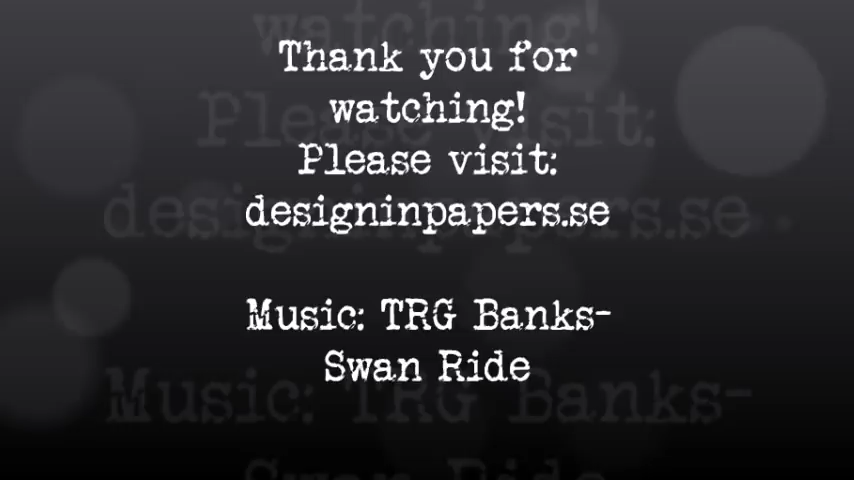 Thank you for
watching!
Please visit:
designinpapers.se
Music: TRG Banks-
Swan Ride